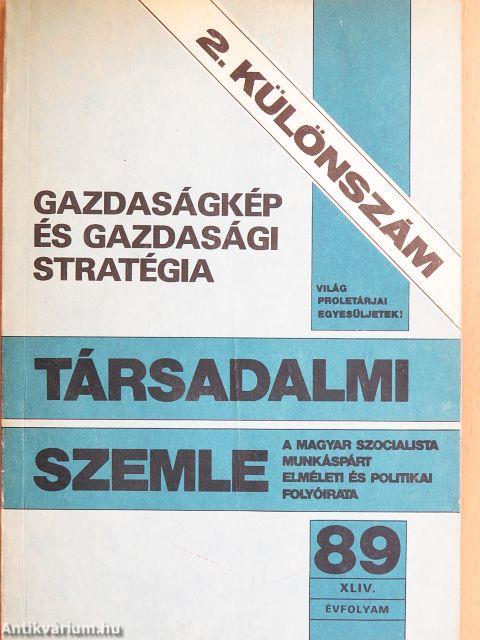 2. KÜLÖNSZÁM
GAZDASÁGKÉP
ÉS GAZDASÁGI
STRATÉGIA
VILÁG
PROLETÁRJAI
EGYESÜLJETEK!
TÁRSADALMI
SZEMLE
A MAGYAR SZOCIALISTA
MUNKÁSPÁRT
ELMÉLETI ÉS POLITIKAI
FOLYÓIRATA
89
XLIV.
ÉVFOLYAM
Antikvárium.hu